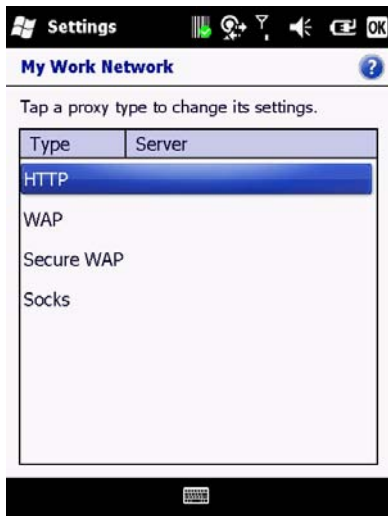 Settings OK
My Work Network ?
Tap a proxy type to change its settings.
Type Server
HTTP
WAP
Secure WAP
Socks